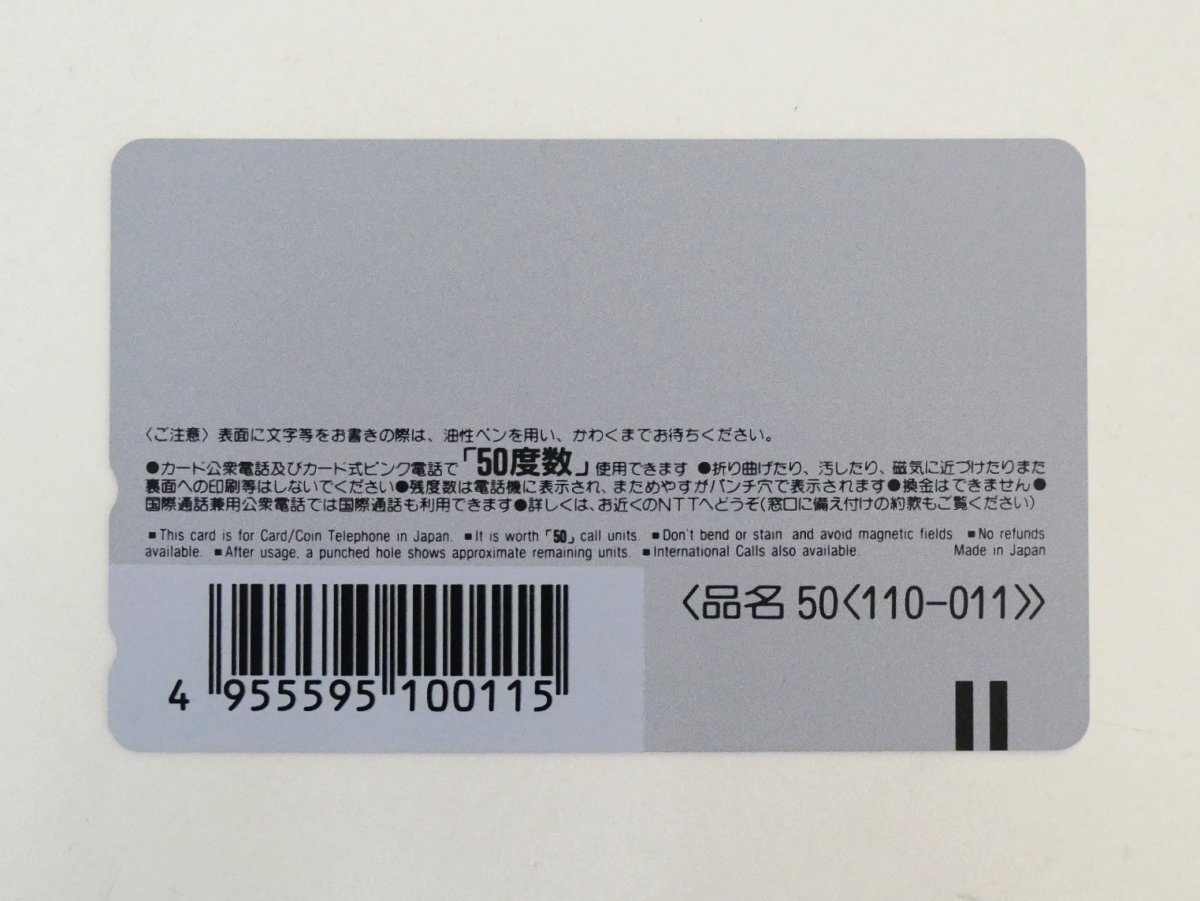 〈ご注意〉表面に文字等をお書きの際は、油性ペンを用い、かわくまでお待ちください。
●カード公衆電話及びカード式ピンク電話で「50度数」使用できます ●折り曲げたり、汚したり、磁気に近づけたりまた
裏面への印刷等はしないでください●残度数は電話機に表示され、まためやすがパンチ穴で表示されます●換金はできません●
国際通話兼用公衆電話では国際通話も利用できます●詳しくは、お近くのNTTへどうぞ(窓口に備え付けの約款もご覧ください)
■This card is for Card/Coin Telephone in Japan. ■It is worth「50」call units. ■Don't bend or stain and avoid magnetic fields. ■No refunds
available. ■After usage, a punched hole shows approximate remaining units. ■International Calls also available. Made in Japan
〈品名 50〈110-011〉〉
4 955595 100115